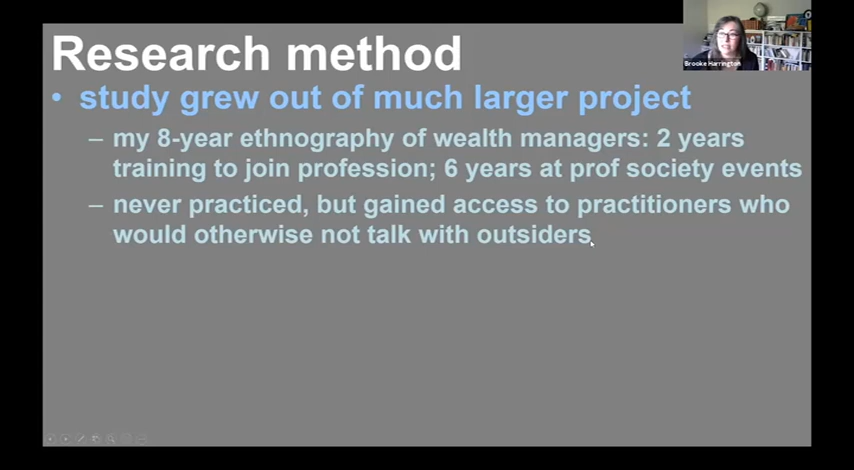 Research method
• study grew out of much larger project
– my 8-year ethnography of wealth managers: 2 years
training to join profession; 6 years at prof society events
– never practiced, but gained access to practitioners who
would otherwise not talk with outsiders
Brooke Harrington